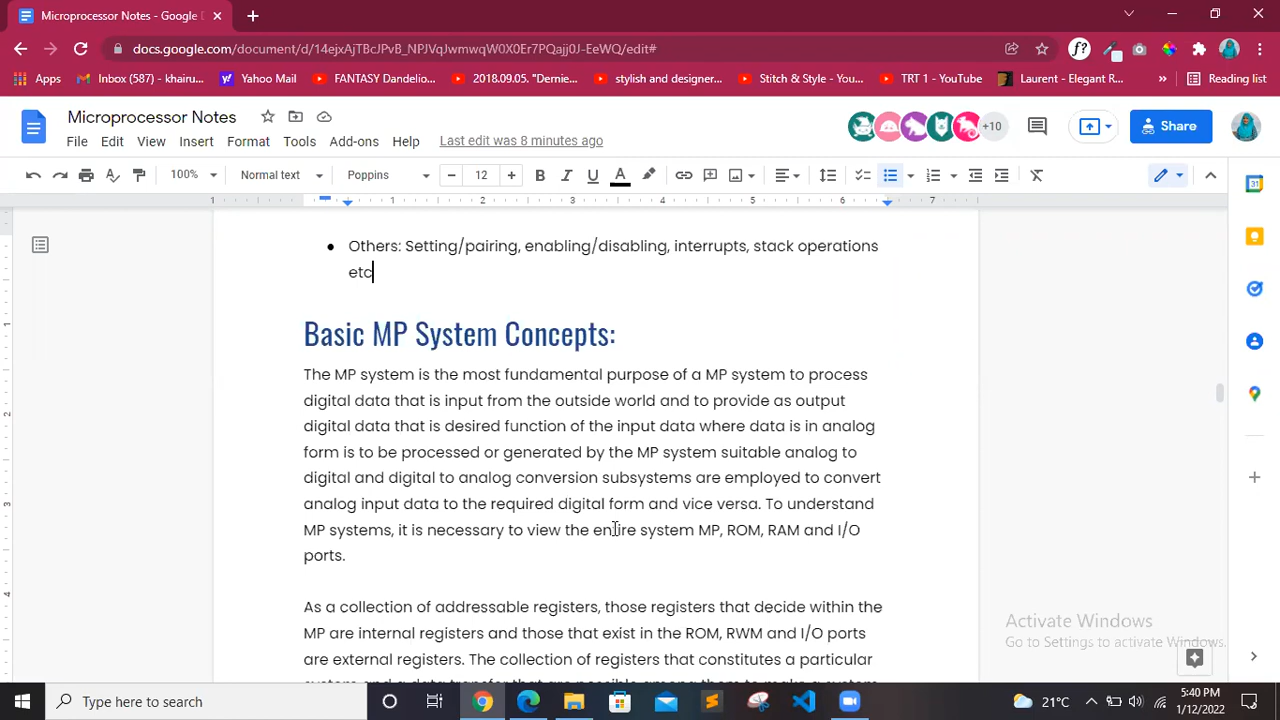 Microprocessor Notes - Google D
docs.google.com/document/d/14ejxAjTBcJPvB_NPJVqJwmwqW0X0Er7PQajj0J-EeWQ/edit#
Apps
Inbox (587) - khairu...
Yahoo Mail
FANTASY Dandelio...
2018.09.05. "Dernie...
stylish and designer...
Stitch & Style - You...
TRT 1 - YouTube
Laurent - Elegant R...
»
Reading list
Microprocessor Notes
+10
Share
File Edit View Insert Format Tools Add-ons Help Last edit was 8 minutes ago
100% Normal text Poppins 12
1 1 2 3 4 5 6 7
● Others: Setting/pairing, enabling/disabling, interrupts, stack operations
etc
Basic MP System Concepts:
The MP system is the most fundamental purpose of a MP system to process
digital data that is input from the outside world and to provide as output
digital data that is desired function of the input data where data is in analog
form is to be processed or generated by the MP system suitable analog to
digital and digital to analog conversion subsystems are employed to convert
analog input data to the required digital form and vice versa. To understand
MP systems, it is necessary to view the entire system MP, ROM, RAM and I/O
ports.
As a collection of addressable registers, those registers that decide within the
MP are internal registers and those that exist in the ROM, RWM and I/O ports
are external registers. The collection of registers that constitutes a particular
Activate Windows
Go to Settings to activate Windows.
Type here to search
21°C
5:40 PM
1/12/2022